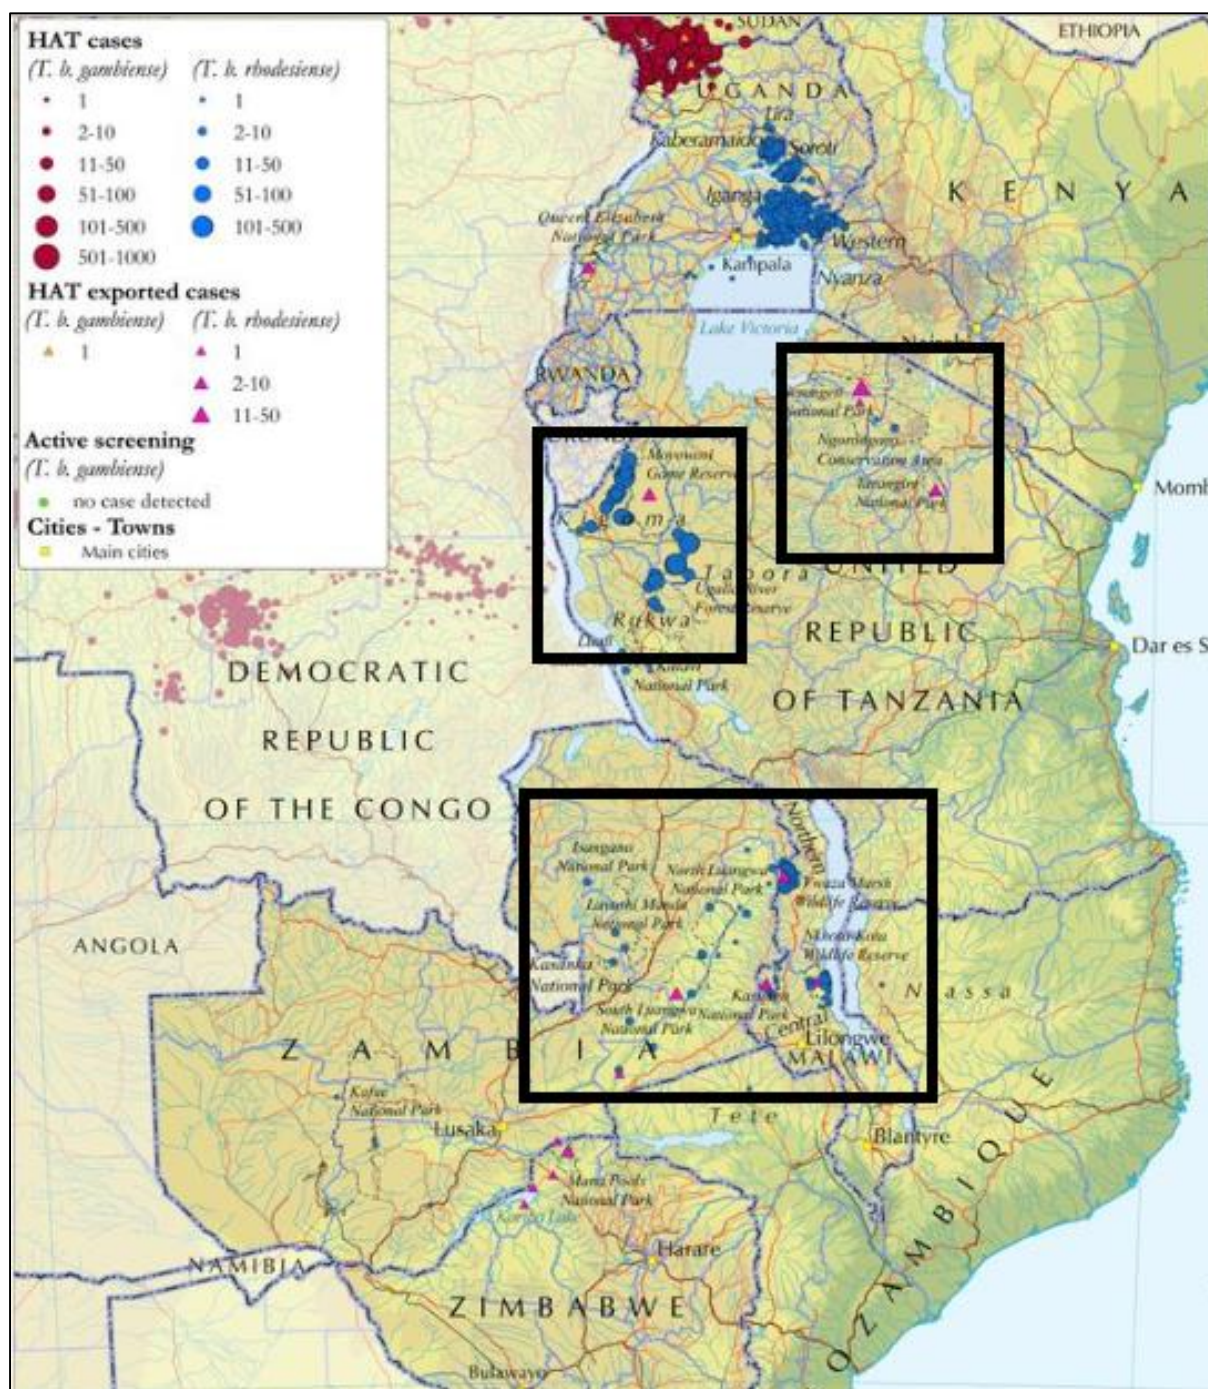 HAT cases
(T. b. gambiense) (T. b. rhodesiense)
1 1
2-10 2-10
11-50 11-50
51-100 51-100
101-500 101-500
501-1000
HAT exported cases
(T. b. gambiense) (T. b. rhodesiense)
1 1
2-10
11-50
Active screening
(T. b. gambiense)
no case detected
Cities - Towns
Main cities
SUDAN
ETHIOPIA
UGANDA
Lira
Kaberamaido
Soroti
KENYA
Iganga
Queen Elizabeth
National Park
Western
Kampala
Nyanza
Lake Victoria
RWANDA
National Park
Ngorongoro
Conservation Area
Tarangire
National Park
Moyowosi
Game Reserve
Kigoma
Momb
Tabora
Ugalla River
Forest Reserve
Rukwa
UNITED
REPUBLIC
OF TANZANIA
Dar es S
National Park
DEMOCRATIC
REPUBLIC
OF THE CONGO
Northern
Isangano
National Park
North Luangwa
National Park
Vwaza Marsh
Wildlife Reserve
Lavushi Manda
National Park
Nkhota Kota
Wildlife Reserve
ANGOLA
Kasanka
National Park
Kasungu
National Park
South Luangwa
National Park
Niassa
Central
Lilongwe
MALAWI
ZAMBIA
Kafue
National Park
Tete
Lusaka
Blantyre
Mana Pools
National Park
Kariba Lake
Harare
NAMIBIA
ZIMBABWE
OZAMBIQUE
Bulawayo